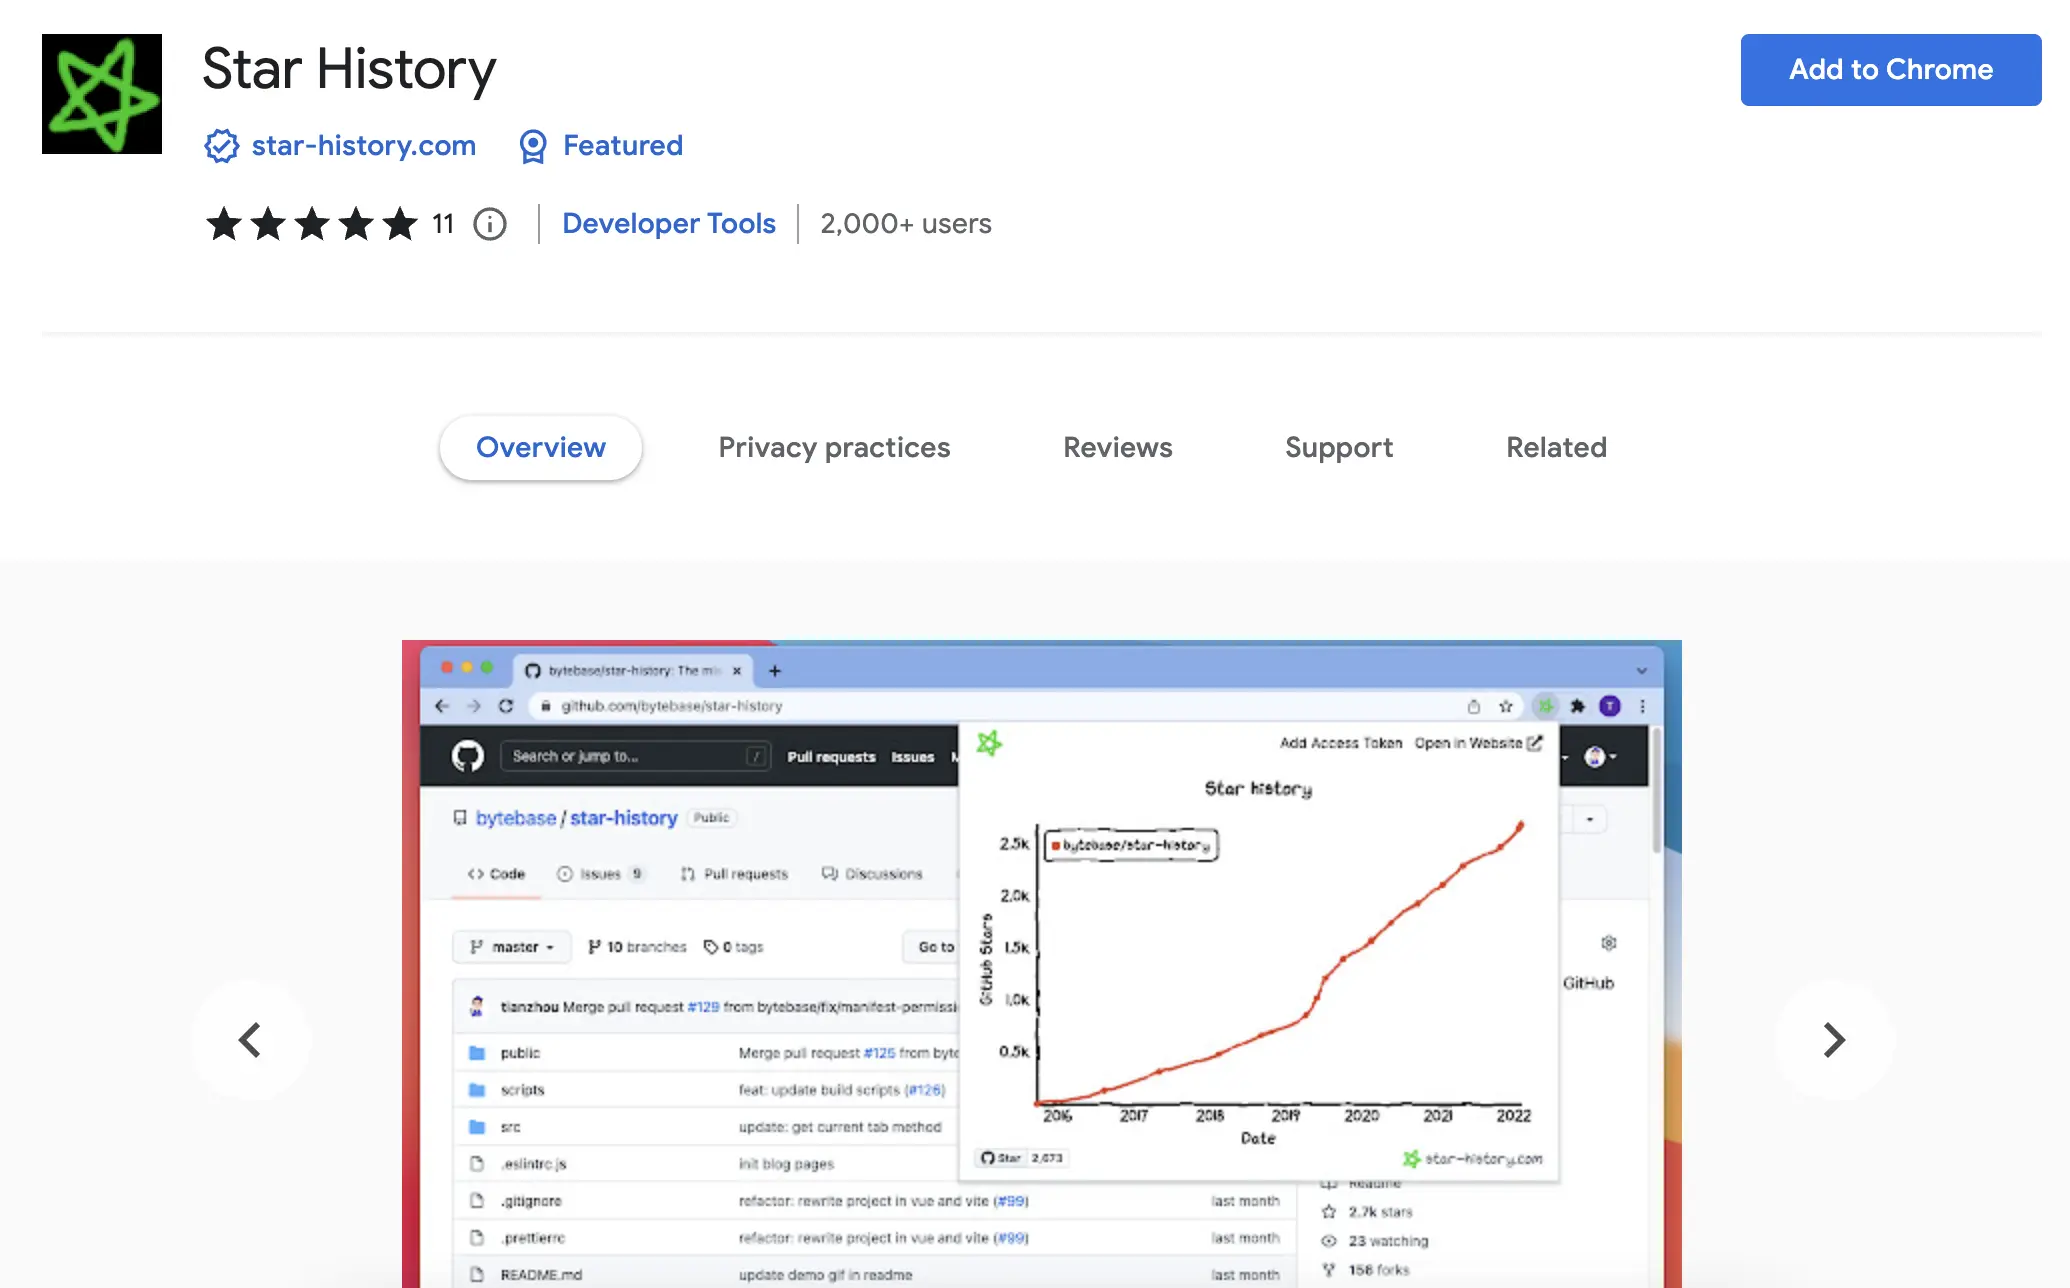 Star History
Add to Chrome
star-history.com Featured
11 Developer Tools 2,000+ users
Overview Privacy practices Reviews Support Related
bytebase/star-history: The mi
github.com/bytebase/star-history
T
Search or jump to... / Pull requests Issues M
Add Access Token Open in Website
Star history
bytebase / star-history Public
2.5k bytebase/star-history
<> Code Issues 9 Pull requests Discussions
2.0k
master 10 branches 0 tags Go to
1.5k
GitHub Stars
GitHub
1.0k
tianzhou Merge pull request #129 from bytebase/fix/manifest-permissi
0.5k
public Merge pull request #125 from byte
scripts feat: update build scripts (#126)
2016 2017 2018 2019 2020 2021 2022
src update: get current tab method
Date
Star 2,673
star-history.com
.eslintrc.js init blog pages
Readme
.gitignore refactor: rewrite project in vue and vite (#99) last month
2.7k stars
.prettierrc refactor: rewrite project in vue and vite (#99) last month
23 watching
158 forks
README.md update demo gif in readme last month